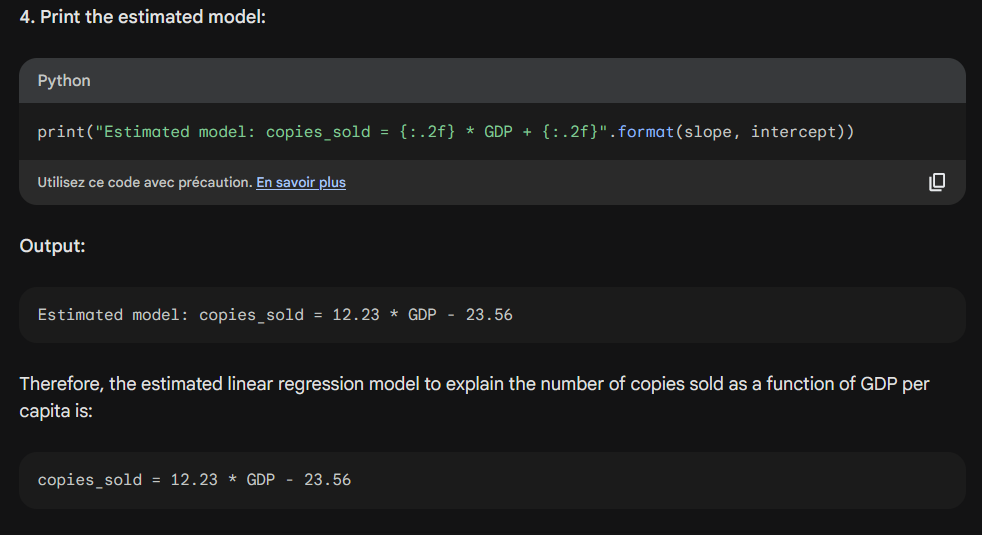 4. Print the estimated model:
Python
print("Estimated model: copies_sold = {:.2f} * GDP + {:.2f}".format(slope, intercept))
Utilisez ce code avec précaution. En savoir plus
Output:
Estimated model: copies_sold = 12.23 * GDP - 23.56
Therefore, the estimated linear regression model to explain the number of copies sold as a function of GDP per
capita is:
copies_sold = 12.23 * GDP - 23.56